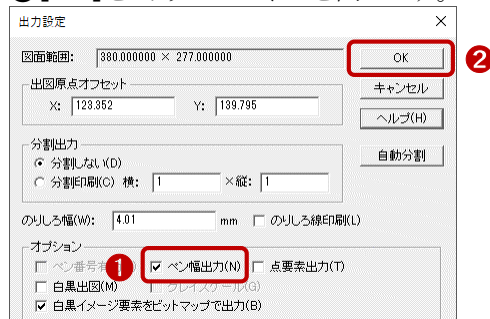 出力設定
図面範囲: 380.000000 × 277.000000
OK
2
出図原点オフセット
キャンセル
X: 123.352 Y: 139.795
ヘルプ(H)
分割出力
自動分割
分割しない(D)
分割印刷(C) 横: 1 ×縦: 1
のりしろ幅(W): 4.01 mm のりしろ線印刷(L)
オプション
1
ペン番号 ペン幅出力(N) 点要素出力(T)
白黒出図(M) グレイスケール(G)
白黒イメージ要素をビットマップで出力(B)